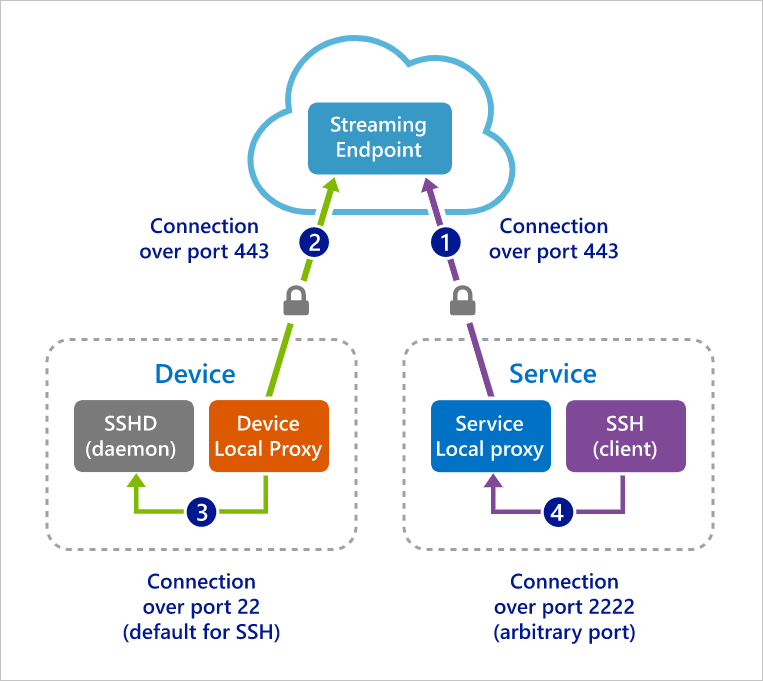 Streaming
Endpoint
Connection
over port 443
2
1
Connection
over port 443
Device
Service
SSHD
(daemon)
Device
Local Proxy
Service
Local proxy
SSH
(client)
3
4
Connection
over port 22
(default for SSH)
Connection
over port 2222
(arbitrary port)